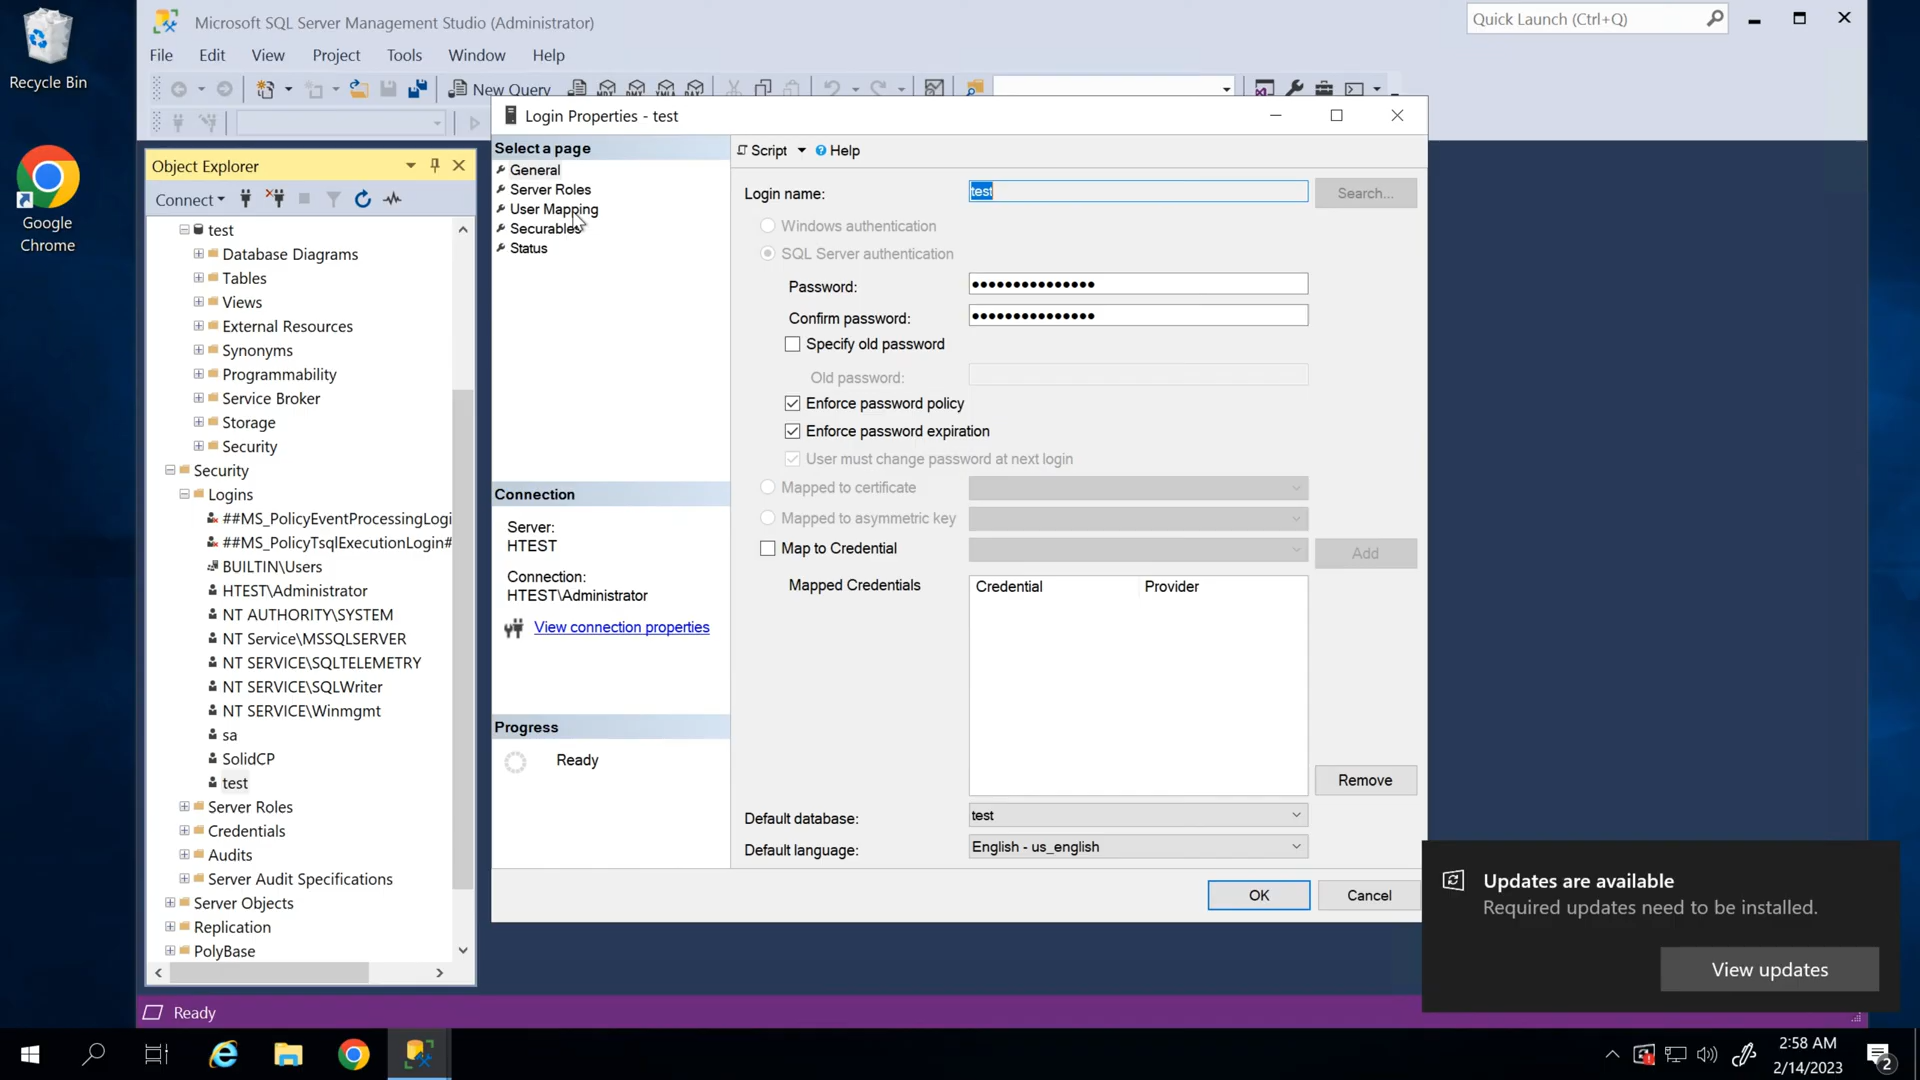 Recycle Bin
Google
Chrome
Microsoft SQL Server Management Studio (Administrator)
Quick Launch (Ctrl+Q)
File Edit View Project Tools Window Help
New Query
Object Explorer
Connect
test
Database Diagrams
Tables
Views
External Resources
Synonyms
Programmability
Service Broker
Storage
Security
Security
Logins
##MS_PolicyEventProcessingLogi
##MS_PolicyTsqlExecutionLogin#
BUILTIN\Users
HTEST\Administrator
NT AUTHORITY\SYSTEM
NT Service\MSSQLSERVER
NT SERVICE\SQLTELEMETRY
NT SERVICE\SQLWriter
NT SERVICE\Winmgmt
sa
SolidCP
test
Server Roles
Credentials
Audits
Server Audit Specifications
Server Objects
Replication
PolyBase
Ready
Login Properties - test
Select a page
General
Server Roles
User Mapping
Securables
Status
Connection
Server:
HTEST
Connection:
HTEST\Administrator
View connection properties
Progress
Ready
Script Help
Login name: test Search...
Windows authentication
SQL Server authentication
Password: •••••••••••••••
Confirm password: •••••••••••••••
Specify old password
Old password:
Enforce password policy
Enforce password expiration
User must change password at next login
Mapped to certificate
Mapped to asymmetric key
Map to Credential Add
Mapped Credentials Credential Provider
Remove
Default database: test
Default language: English - us_english
OK Cancel
Updates are available
Required updates need to be installed.
View updates
2:58 AM
2/14/2023
2